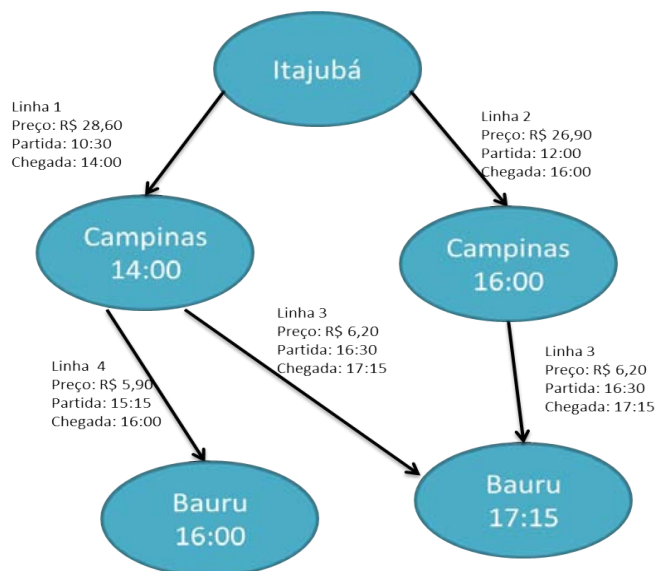 Itajubá
Linha 1
Preço: R$ 28,60
Partida: 10:30
Chegada: 14:00
Linha 2
Preço: R$ 26,90
Partida: 12:00
Chegada: 16:00
Campinas
14:00
Campinas
16:00
Linha 3
Preço: R$ 6,20
Partida: 16:30
Chegada: 17:15
Linha 4
Preço: R$ 5,90
Partida: 15:15
Chegada: 16:00
Linha 3
Preço: R$ 6,20
Partida: 16:30
Chegada: 17:15
Bauru
16:00
Bauru
17:15